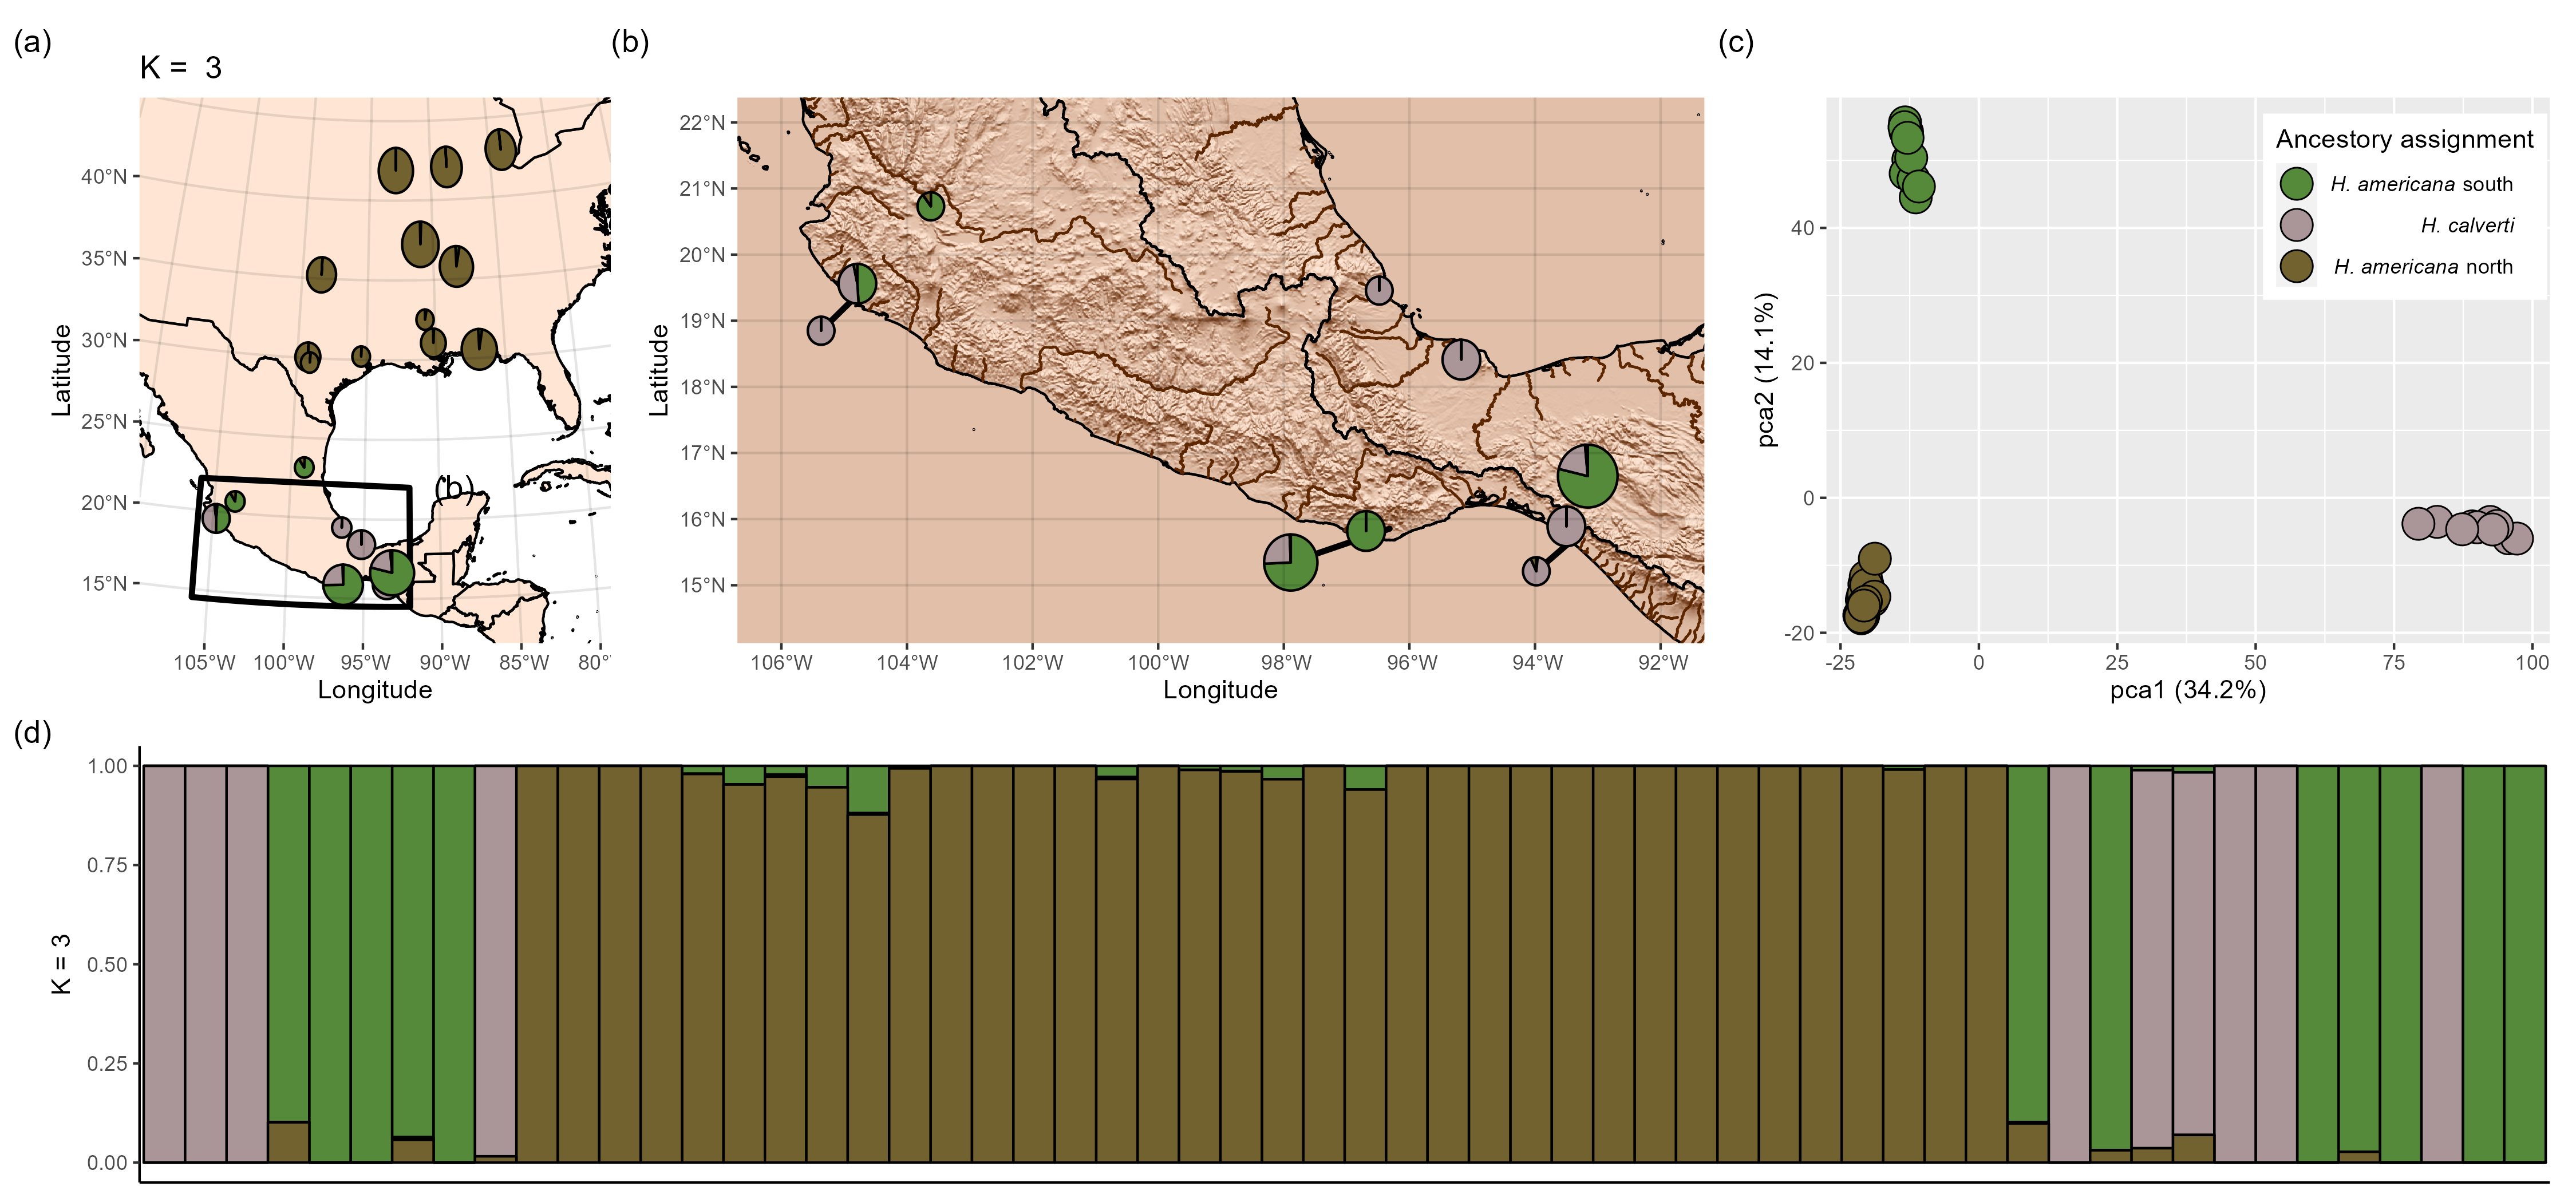 (a)
K = 3
40°N
35°N
30°N
25°N
20°N
15°N
Latitude
(b)
105°W 100°W 95°W 90°W 85°W 80°
Longitude
(b)
22°N
21°N
20°N
19°N
18°N
17°N
16°N
15°N
Latitude
106°W 104°W 102°W 100°W 98°W 96°W 94°W 92°W
Longitude
(c)
Ancestory assignment
H. americana south
H. calverti
H. americana north
40
20
0
-20
pca2 (14.1%)
-25 0 25 50 75 100
pca1 (34.2%)
(d)
1.00
0.75
0.50
0.25
0.00
K = 3